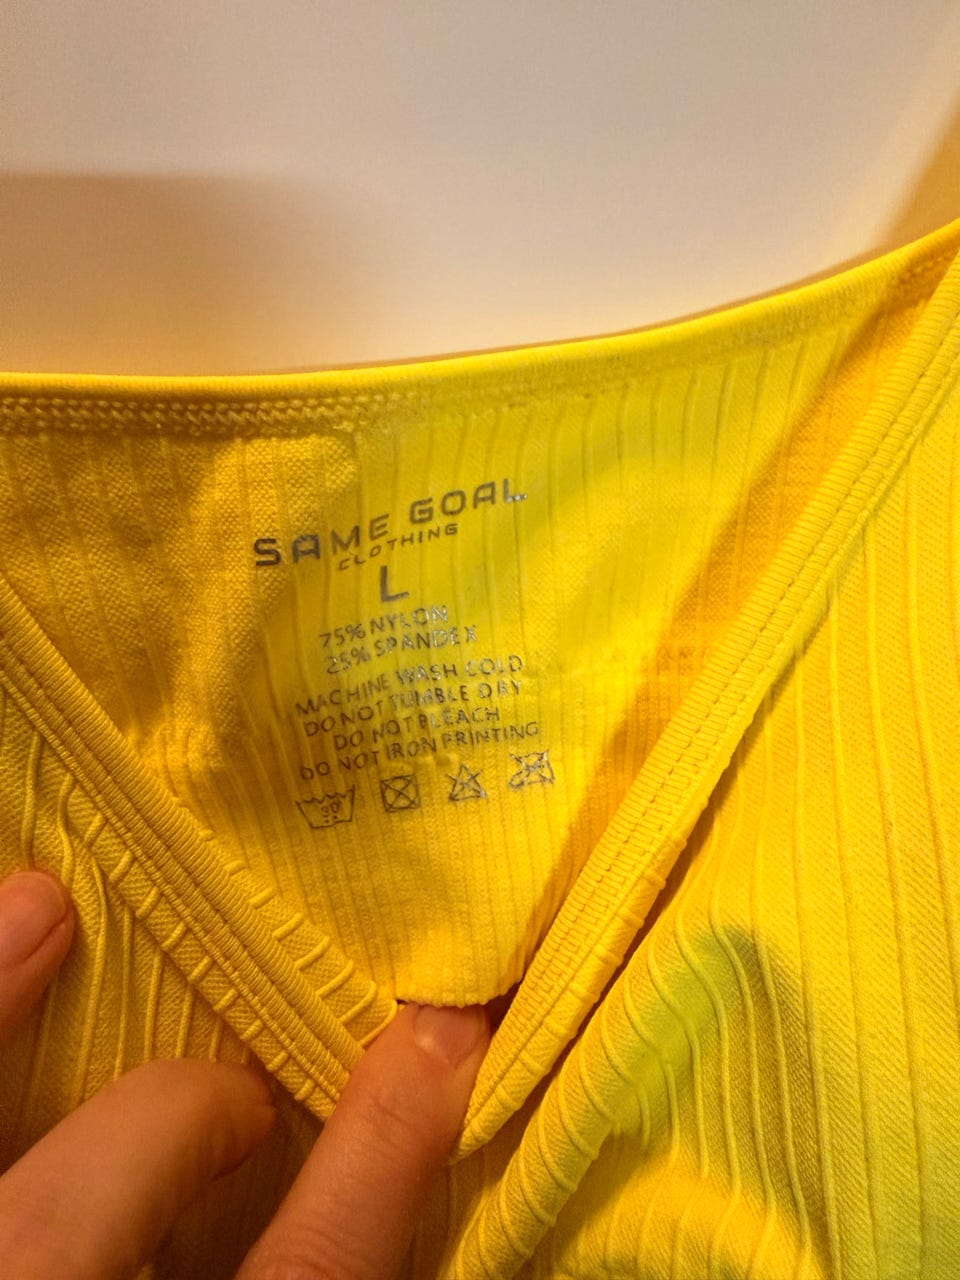 SAME GOAL
CLOTHING
L
75% NYLON
25% SPANDEX
MACHINE WASH COLD
DO NOT TUMBLE DRY
DO NOT BLEACH
DO NOT IRON PRINTING